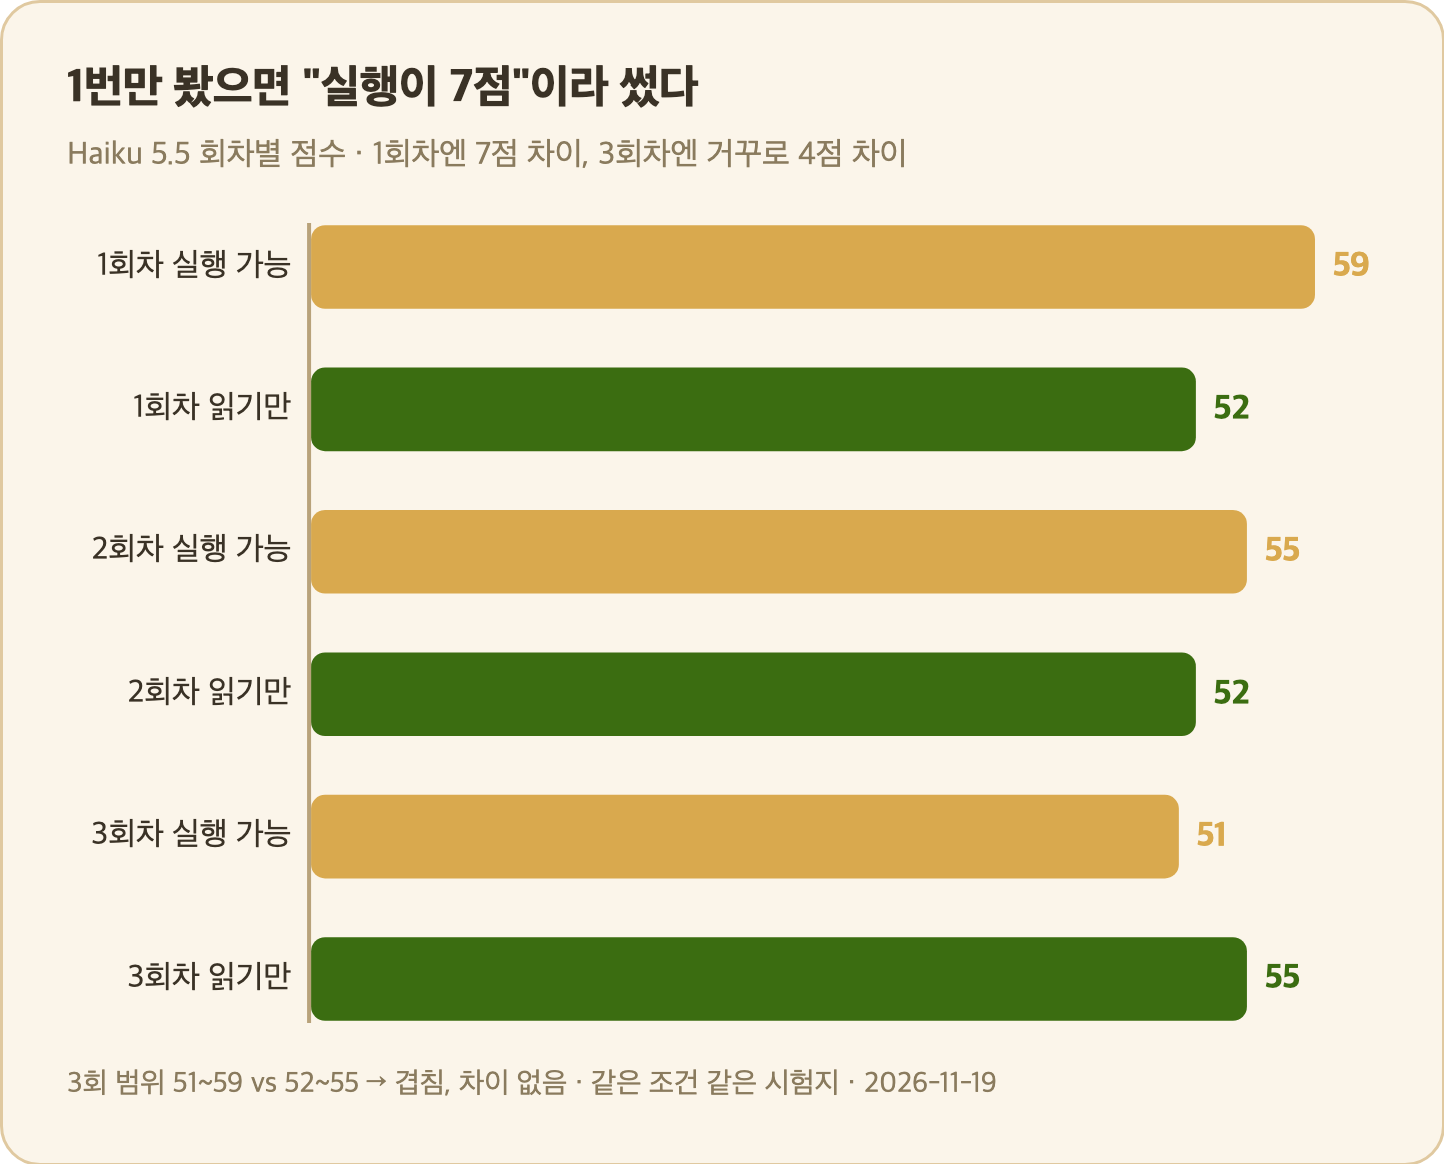 1번만 봤으면 "실행이 7점"이라 썼다
Haiku 5.5 회차별 점수 · 1회차엔 7점 차이, 3회차엔 거꾸로 4점 차이
1회차 실행 가능 59
1회차 읽기만 52
2회차 실행 가능 55
2회차 읽기만 52
3회차 실행 가능 51
3회차 읽기만 55
3회 범위 51~59 vs 52~55 → 겹침, 차이 없음 · 같은 조건 같은 시험지 · 2026-11-19